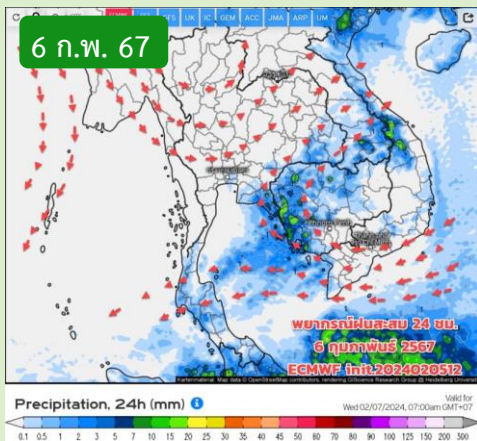 6 ก.พ. 67
GFS UK IC GEM ACC JMA ARP UM
พยากรณ์ฝนสะสม 24 ชม.
6 กุมภาพันธ์ 2567
ECMWF init.2024020512
Precipitation, 24h (mm)
Valid for
Wed 02/07/2024, 07:00am GMT+07
0.1 0.5 1 2 3 5 7 10 15 20 25 30 35 40 45 50 60 70 80 90 100 125 150 200 300